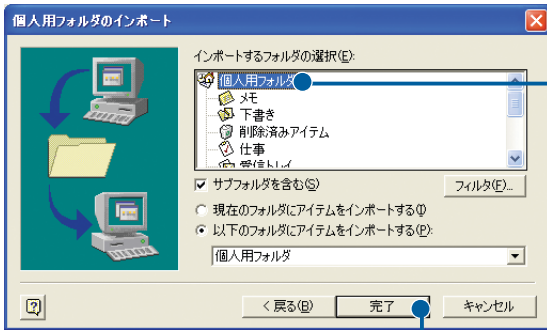 個人用フォルダのインポート
インポートするフォルダの選択(E):
個人用フォルダ
メモ
下書き
削除済みアイテム
仕事
受信トレイ
サブフォルダを含む(S)
フィルタ(F)...
現在のフォルダにアイテムをインポートする(I)
以下のフォルダにアイテムをインポートする(P):
個人用フォルダ
< 戻る(B)
完了
キャンセル